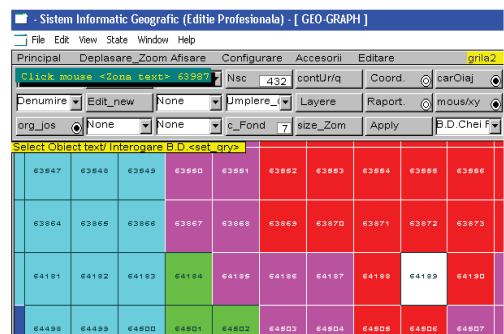 - Sistem Informatic Geografic (Editie Profesionala) - [ GEO-GRAPH ]
File Edit View State Window Help
Principal Deplasare_Zoom Afisare Configurare Accesorii Editare grila2
Click mouse <Zona text> 63987 Nsc 432 contUr/q Coord. carOiaj
Denumire Edit_new None Umplere_( Layere Raport. mous/xy
org_jos None None c_Fond 7 size_Zom Apply B.D.Chei F
Select Obiect text/ Interogare B.D.<set_qry>
63547 63548 63549 63550 63551 63552 63553 63554 63555 63556
63864 63865 63866 63867 63868 63869 63870 63871 63872 63873
64181 64182 64183 64184 64185 64186 64187 64188 64189 64190
64498 64499 64500 64501 64502 64503 64504 64505 64506 64507